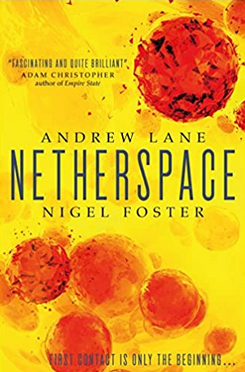 "FASCINATING AND QUITE BRILLIANT"
ADAM CHRISTOPHER
author of Empire State
ANDREW LANE
NETHERSPACE
NIGEL FOSTER
FIRST CONTACT IS ONLY THE BEGINNING...